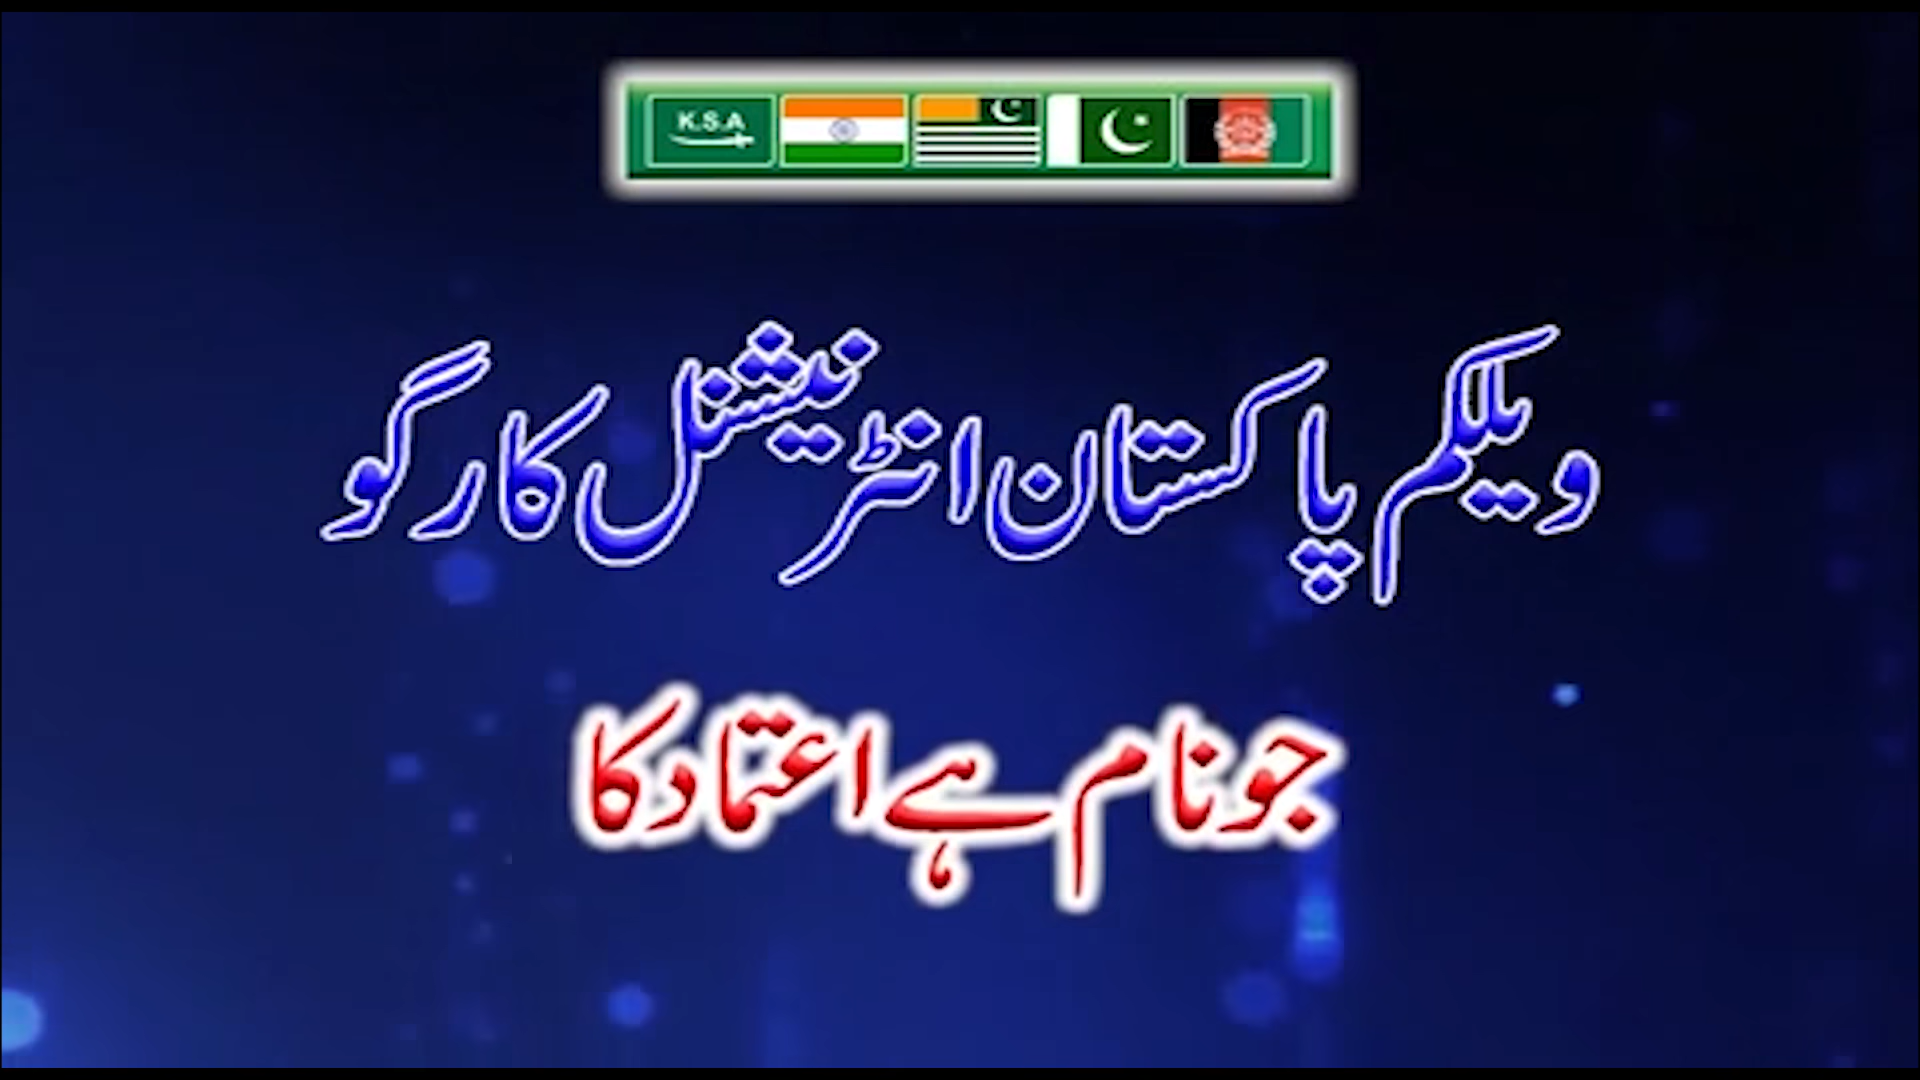 K.S.A
ویلکم پاکستان انٹرنیشنل کارگو
جو نام ہے اعتماد کا